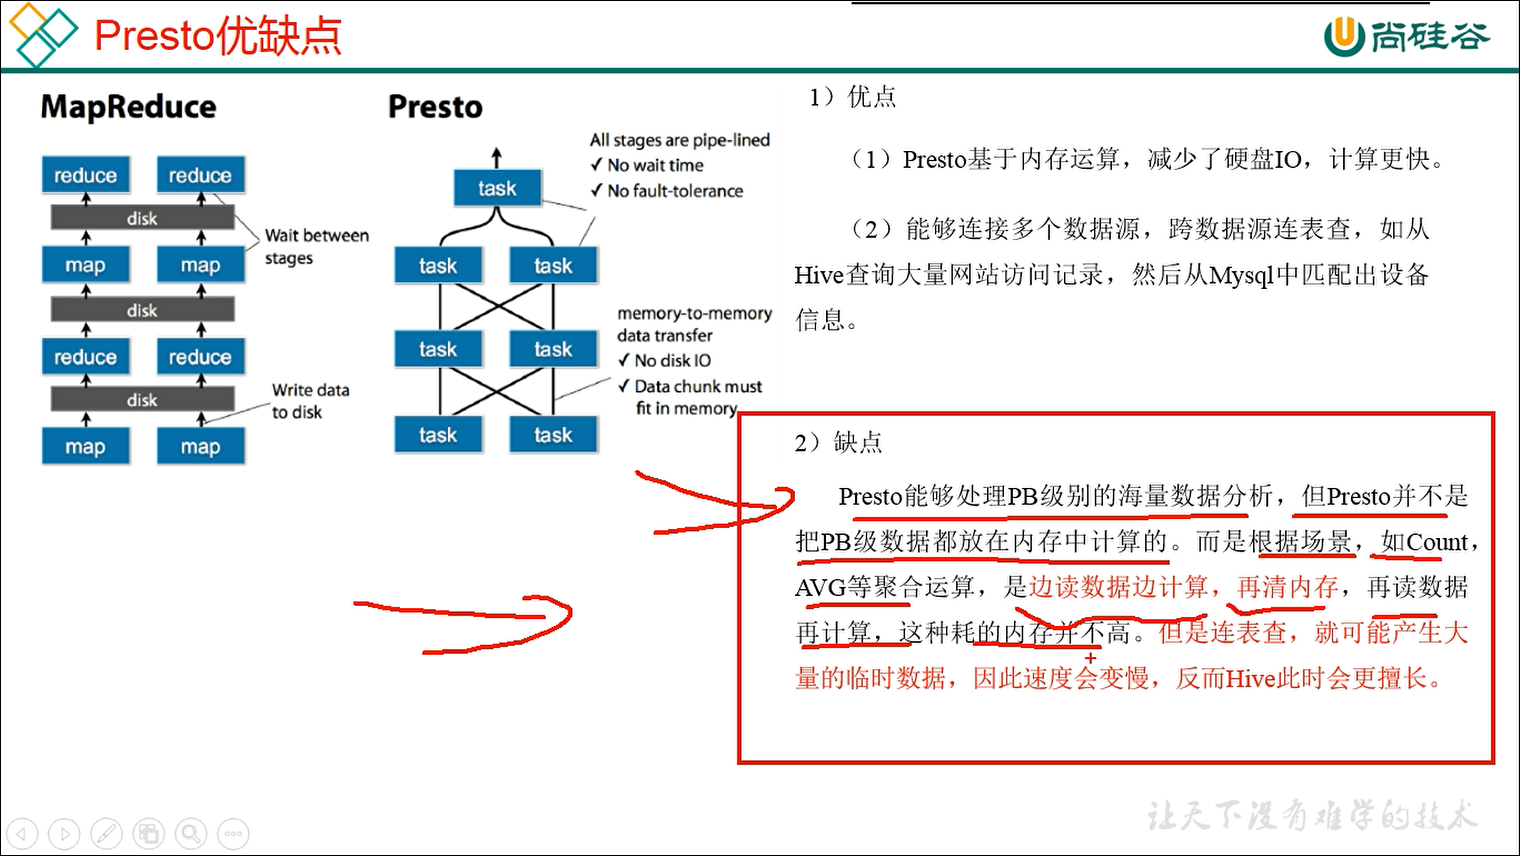 Presto优缺点
尚硅谷
MapReduce
reduce reduce
disk
map map
disk
reduce reduce
disk
map map
Wait between
stages
Write data
to disk
Presto
task
task task
task task
task task
All stages are pipe-lined
✓ No wait time
✓ No fault-tolerance
memory-to-memory
data transfer
✓ No disk IO
✓ Data chunk must
fit in memory
1）优点
（1）Presto基于内存运算，减少了硬盘IO，计算更快。
（2）能够连接多个数据源，跨数据源连表查，如从
Hive查询大量网站访问记录，然后从Mysql中匹配出设备
信息。
2）缺点
Presto能够处理PB级别的海量数据分析，但Presto并不是
把PB级数据都放在内存中计算的。而是根据场景，如Count，
AVG等聚合运算，是边读数据边计算，再清内存，再读数据
再计算，这种耗的内存并不高。但是连表查，就可能产生大
量的临时数据，因此速度会变慢，反而Hive此时会更擅长。
让天下没有难学的技术